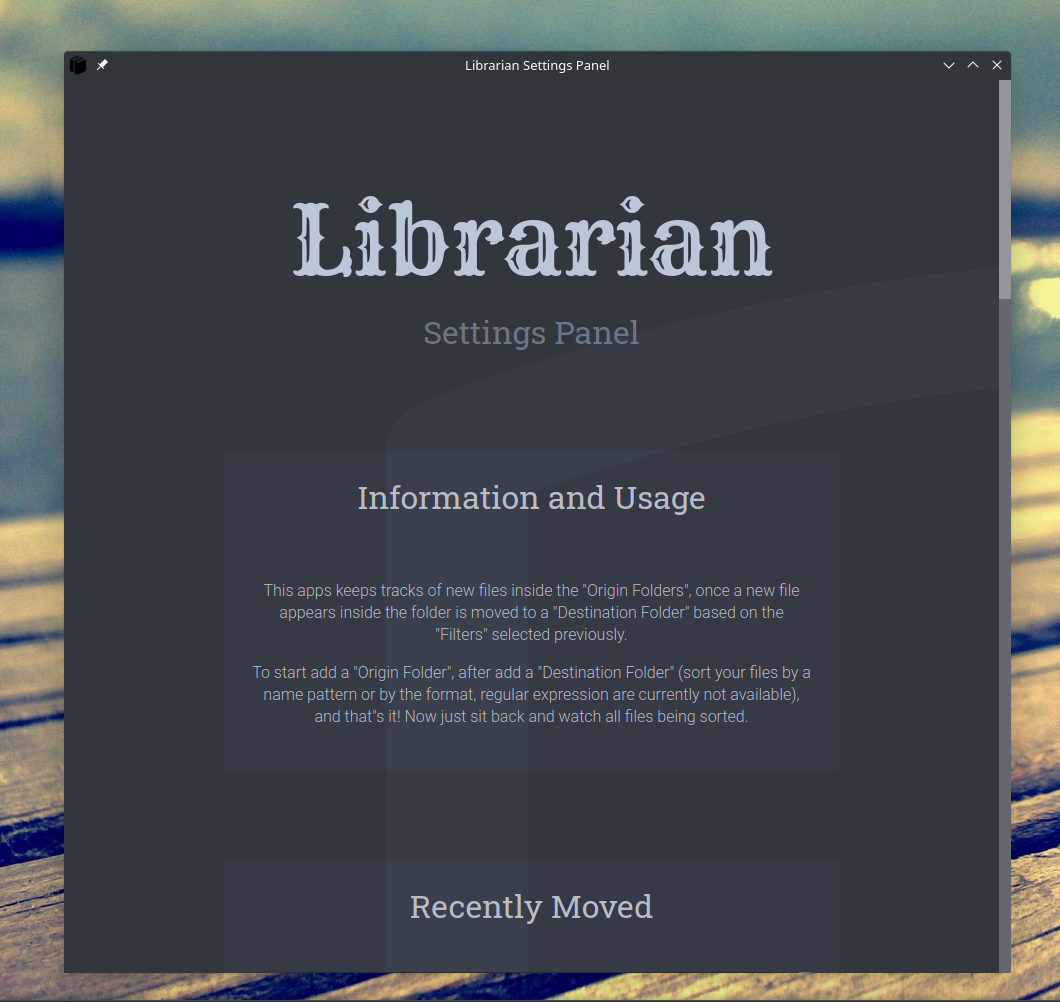 Librarian Settings Panel
Librarian
Settings Panel
Information and Usage
This apps keeps tracks of new files inside the "Origin Folders", once a new file
appears inside the folder is moved to a "Destination Folder" based on the
"Filters" selected previously.
To start add a "Origin Folder", after add a "Destination Folder" (sort your files by a
name pattern or by the format, regular expression are currently not available),
and that"s it! Now just sit back and watch all files being sorted.
Recently Moved